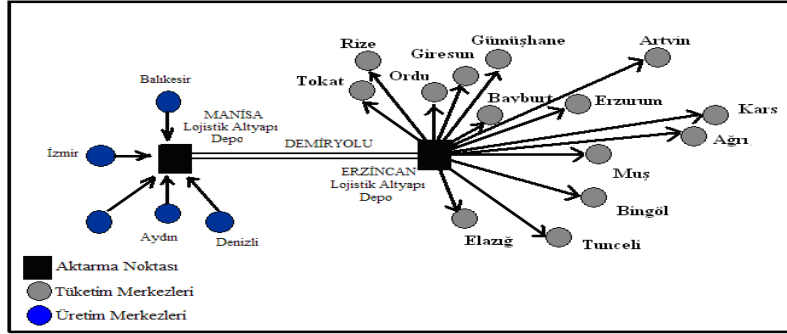 Rize
Giresun
Gümüşhane
Artvin
Tokat
Ordu
Bayburt
Erzurum
Kars
Ağrı
Balıkesir
MANİSA
Lojistik Altyapı
Depo
DEMİRYOLU
İzmir
ERZİNCAN
Lojistik Altyapı
Depo
Muş
Bingöl
Aydın
Denizli
Elazığ
Tunceli
Aktarma Noktası
Tüketim Merkezleri
Üretim Merkezleri